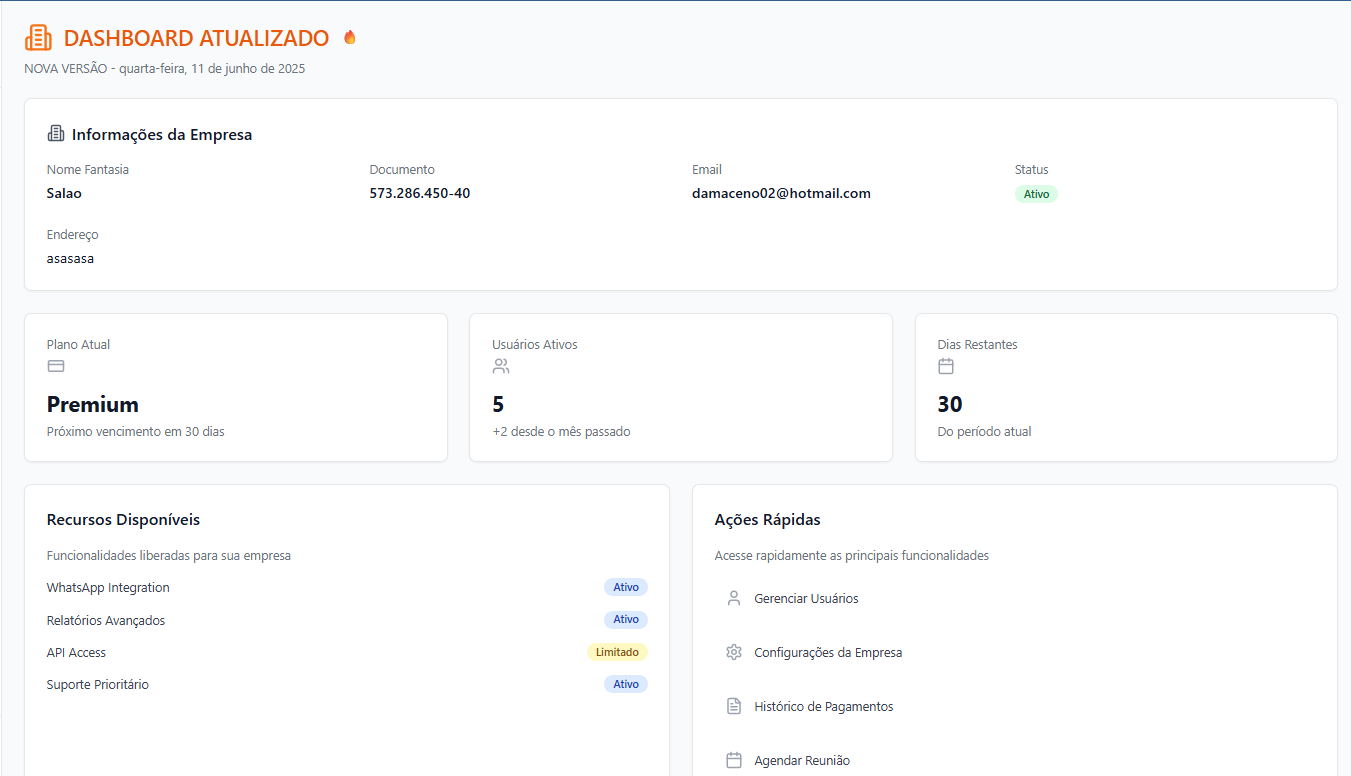 DASHBOARD ATUALIZADO 🔥
NOVA VERSÃO - quarta-feira, 11 de junho de 2025
Informações da Empresa
Nome Fantasia
Salao
Documento
573.286.450-40
Email
damaceno02@hotmail.com
Status
Ativo
Endereço
asasasa
Plano Atual
Premium
Próximo vencimento em 30 dias
Usuários Ativos
5
+2 desde o mês passado
Dias Restantes
30
Do período atual
Recursos Disponíveis
Funcionalidades liberadas para sua empresa
WhatsApp Integration Ativo
Relatórios Avançados Ativo
API Access Limitado
Suporte Prioritário Ativo
Ações Rápidas
Acesse rapidamente as principais funcionalidades
Gerenciar Usuários
Configurações da Empresa
Histórico de Pagamentos
Agendar Reunião